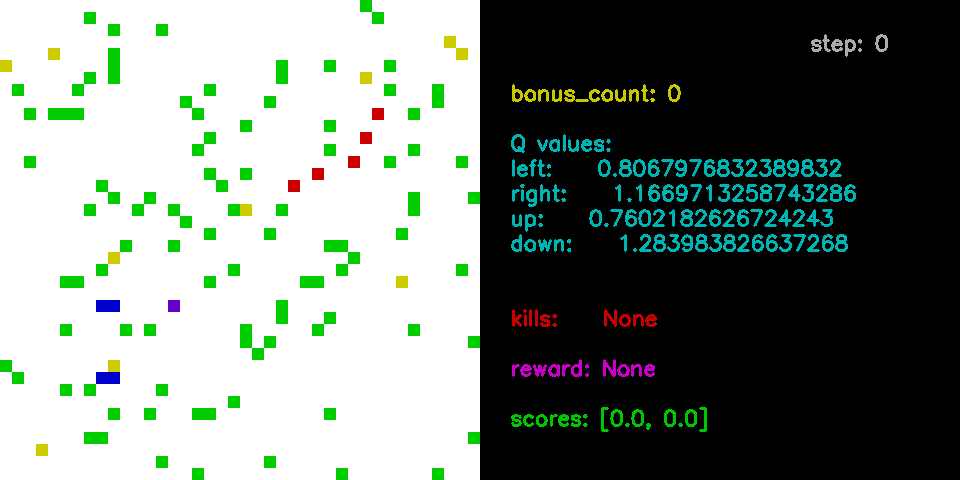 step: 0
bonus_count: 0
Q values:
left: 0.8067976832389832
right: 1.1669713258743286
up: 0.7602182626724243
down: 1.283983826637268
kills: None
reward: None
scores: [0.0, 0.0]